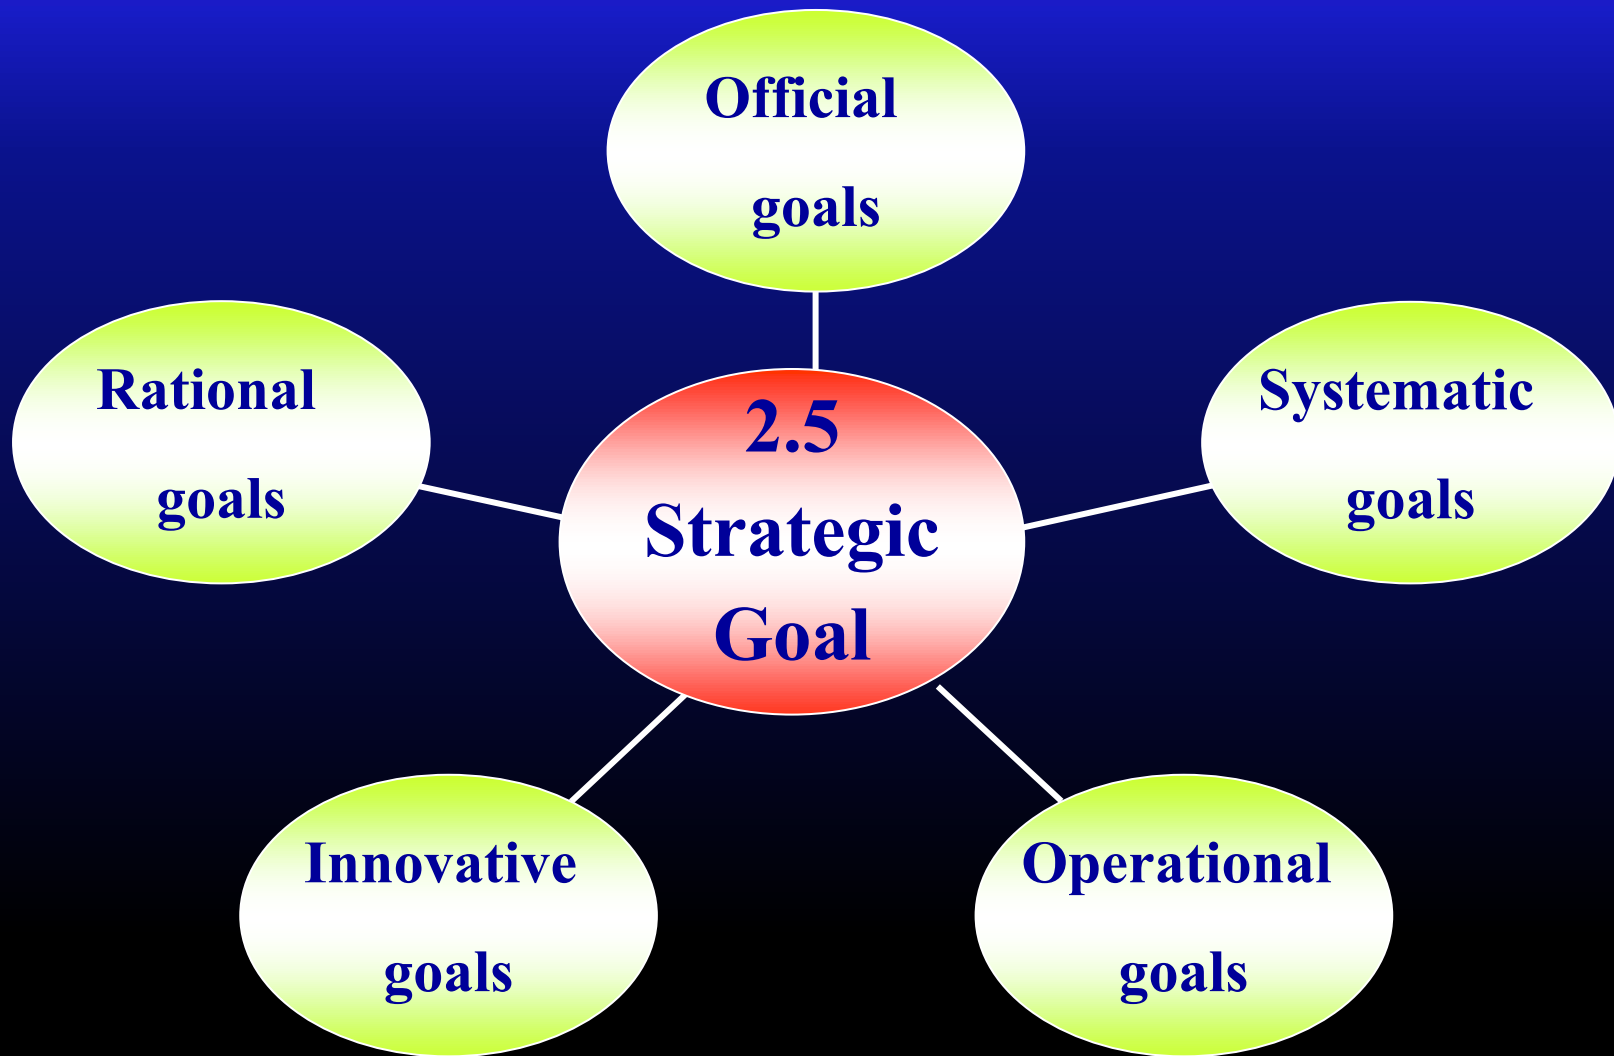 Official
goals
Rational
goals
Systematic
goals
2.5
Strategic
Goal
Innovative
goals
Operational
goals